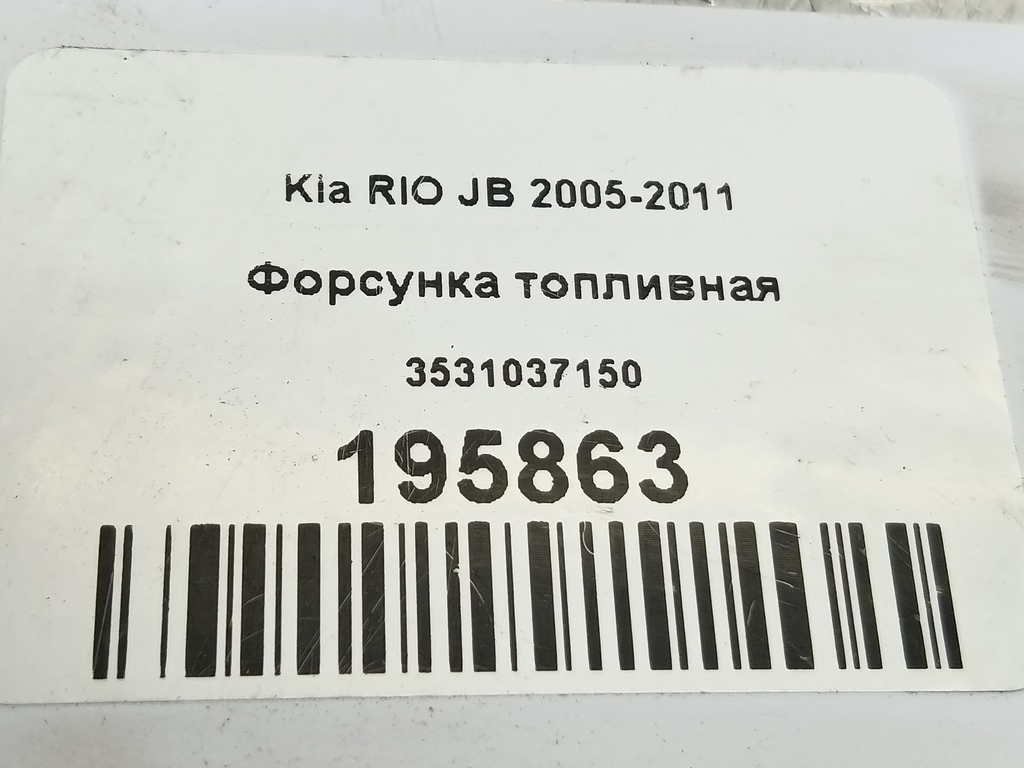 Kia RIO JB 2005-2011
Форсунка топливная
3531037150
195863